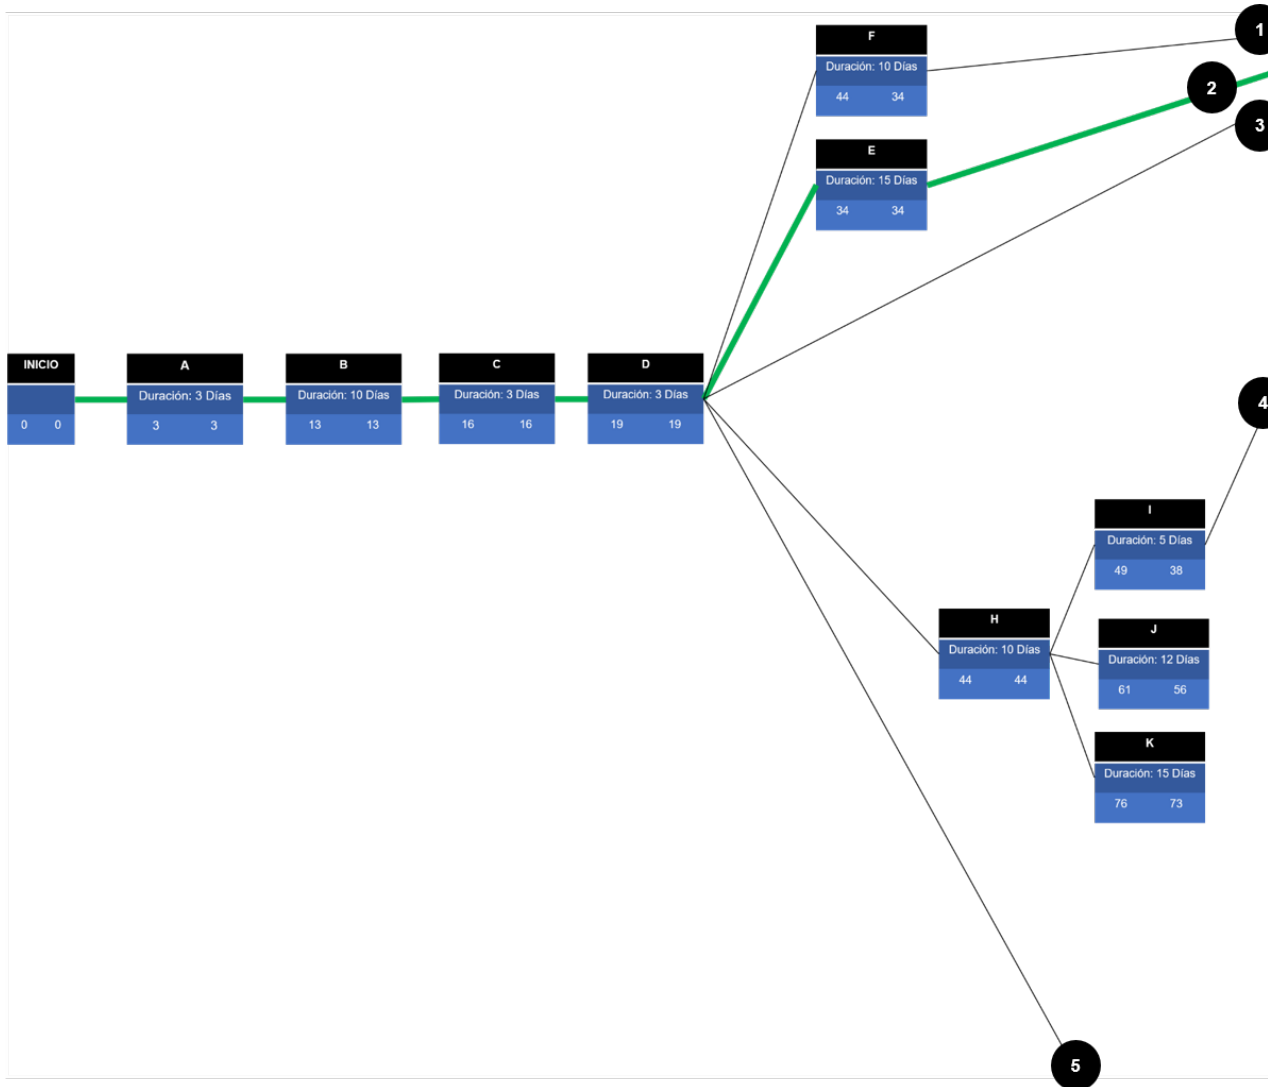 1
F
Duración: 10 Días
44 34
2
3
E
Duración: 15 Días
34 34
INICIO
0 0
A
Duración: 3 Días
3 3
B
Duración: 10 Días
13 13
C
Duración: 3 Días
16 16
D
Duración: 3 Días
19 19
4
I
Duración: 5 Días
49 38
H
Duración: 10 Días
44 44
J
Duración: 12 Días
61 56
K
Duración: 15 Días
76 73
5